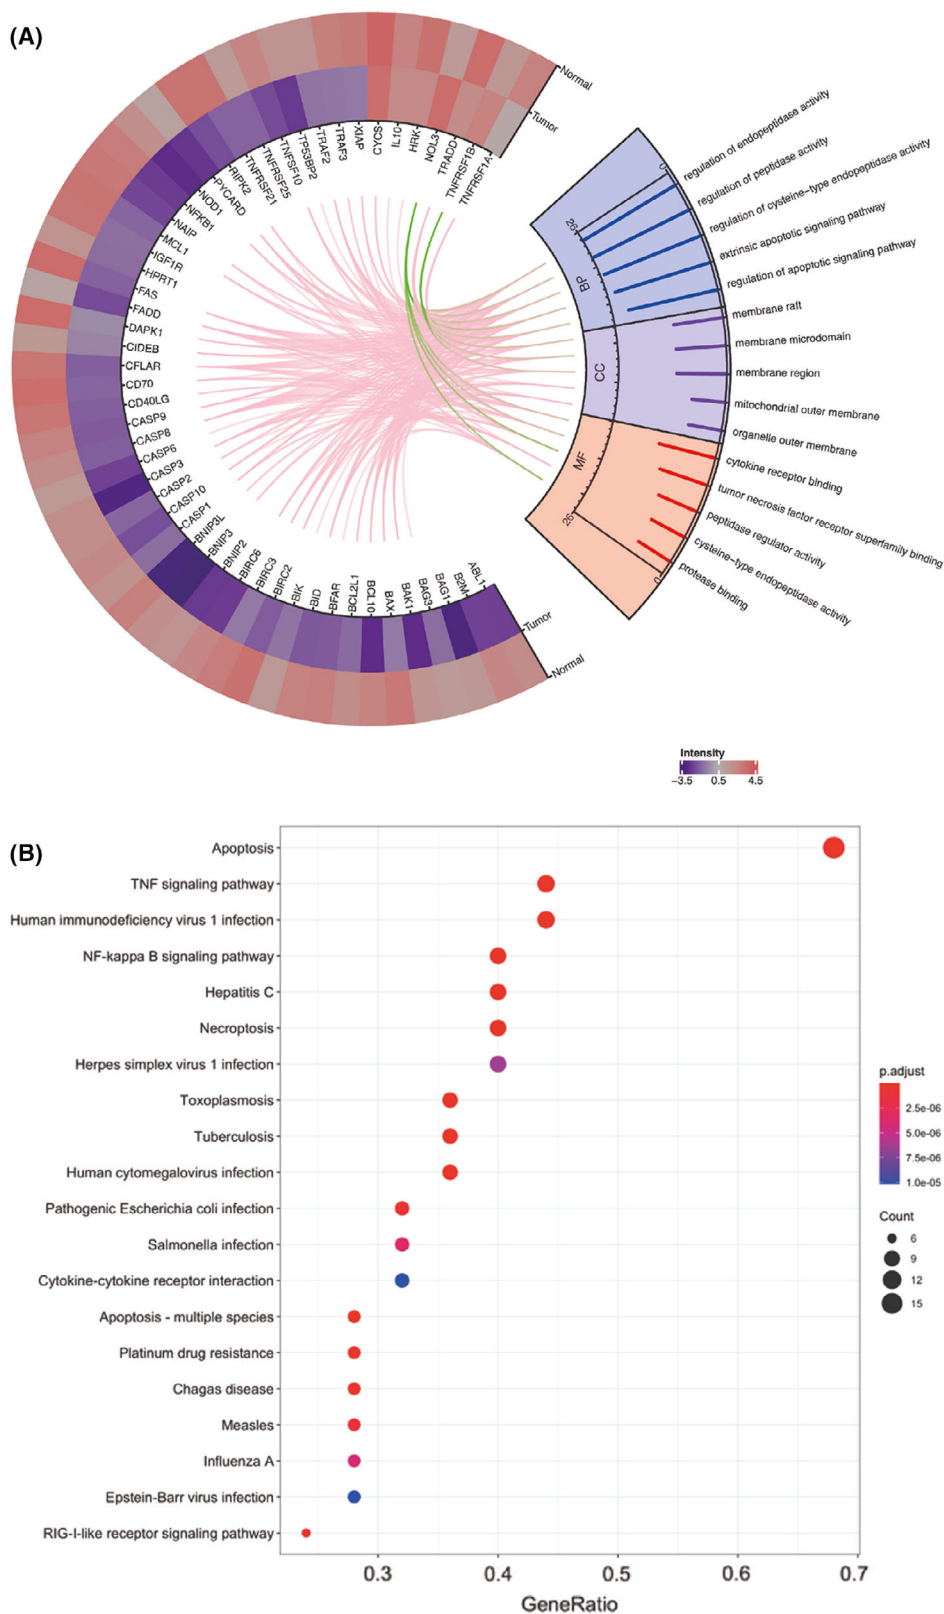 (A)
Normal
Tumor
CYCS
IL10
HRK
NOL3
TRADD
TNFRSF1B
TNFRSF1A
XIAP
TRAF3
TRAF2
TP53BP2
TNFSF10
TNFRSF25
TNFRSF21
RIPK2
PYCARD
NOD1
NFKB1
NAIP
MCL1
IGF1R
HPRT1
FAS
FADD
DAPK1
CIDEB
CFLAR
CD70
CD40LG
CASP9
CASP8
CASP6
CASP3
CASP2
CASP10
CASP1
BNIP3L
BNIP3
BNIP2
BIRC6
BIRC3
BIRC2
BIK
BID
BFAR
BCL2L1
BCL10
BAX
BAK1
BAG3
BAG1
B2M
ABL1
Tumor
Normal
0
26
BP
CC
MF
26
0
regulation of endopeptidase activity
regulation of peptidase activity
regulation of cysteine-type endopeptidase activity
extrinsic apoptotic signaling pathway
regulation of apoptotic signaling pathway
membrane raft
membrane microdomain
membrane region
mitochondrial outer membrane
organelle outer membrane
cytokine receptor binding
tumor necrosis factor receptor superfamily binding
peptidase regulator activity
cysteine-type endopeptidase activity
protease binding
Intensity
-3.5 0.5 4.5
(B)
Apoptosis
TNF signaling pathway
Human immunodeficiency virus 1 infection
NF-kappa B signaling pathway
Hepatitis C
Necroptosis
Herpes simplex virus 1 infection
Toxoplasmosis
Tuberculosis
Human cytomegalovirus infection
Pathogenic Escherichia coli infection
Salmonella infection
Cytokine-cytokine receptor interaction
Apoptosis - multiple species
Platinum drug resistance
Chagas disease
Measles
Influenza A
Epstein-Barr virus infection
RIG-I-like receptor signaling pathway
0.3 0.4 0.5 0.6 0.7
GeneRatio
p.adjust
2.5e-06
5.0e-06
7.5e-06
1.0e-05
Count
6
9
12
15